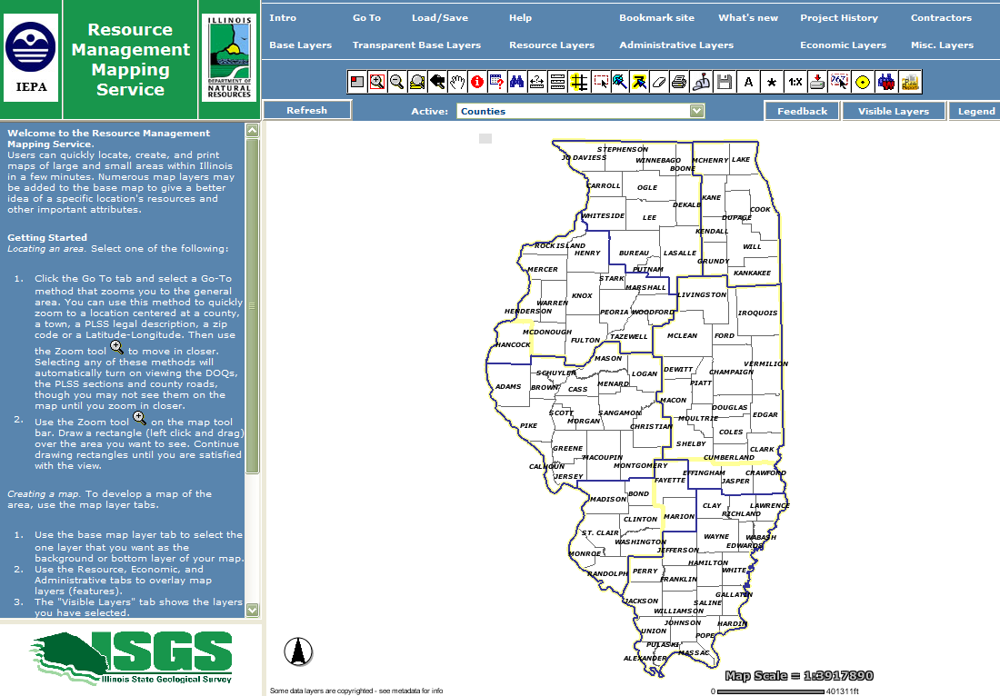 IEPA
Resource
Management
Mapping
Service
ILLINOIS
DEPARTMENT OF
NATURAL
RESOURCES
Intro Go To Load/Save Help Bookmark site What's new Project History Contractors
Base Layers Transparent Base Layers Resource Layers Administrative Layers Economic Layers Misc. Layers
A * 1:X
Refresh Active: Counties Feedback Visible Layers Legend
Welcome to the Resource Management
Mapping Service.
Users can quickly locate, create, and print
maps of large and small areas within Illinois
in a few minutes. Numerous map layers may
be added to the base map to give a better
idea of a specific location's resources and
other important attributes.
Getting Started
Locating an area. Select one of the following:
1. Click the Go To tab and select a Go-To
method that zooms you to the general
area. You can use this method to quickly
zoom to a location centered at a county,
a town, a PLSS legal description, a zip
code or a Latitude-Longitude. Then use
the Zoom tool to move in closer.
Selecting any of these methods will
automatically turn on viewing the DOQs,
the PLSS sections and county roads,
though you may not see them on the
map until you zoom in closer.
2. Use the Zoom tool on the map tool
bar. Draw a rectangle (left click and drag)
over the area you want to see. Continue
drawing rectangles until you are satisfied
with the view.
Creating a map. To develop a map of the
area, use the map layer tabs.
1. Use the base map layer tab to select the
one layer that you want as the
background or bottom layer of your map.
2. Use the Resource, Economic, and
Administrative tabs to overlay map
layers (features).
3. The "Visible Layers" tab shows the layers
you have selected.
ISGS
Illinois State Geological Survey
STEPHENSON
JO DAVIESS WINNEBAGO MCHENRY LAKE
BOONE
CARROLL OGLE
KANE
DEKALB COOK
WHITESIDE LEE DUPAGE
KENDALL
ROCK ISLAND WILL
HENRY BUREAU LASALLE
GRUNDY
MERCER PUTNAM KANKAKEE
STARK
MARSHALL
KNOX LIVINGSTON
WARREN
HENDERSON PEORIA WOODFORD IROQUOIS
MCDONOUGH
FULTON TAZEWELL MCLEAN FORD
HANCOCK
MASON
VERMILION
SCHUYLER LOGAN DEWITT CHAMPAIGN
ADAMS BROWN CASS MENARD PIATT
MACON
DOUGLAS
SCOTT SANGAMON EDGAR
PIKE MORGAN MOULTRIE
CHRISTIAN COLES
SHELBY
GREENE CLARK
MACOUPIN CUMBERLAND
CALHOUN MONTGOMERY
JERSEY EFFINGHAM CRAWFORD
FAYETTE JASPER
BOND
MADISON CLAY LAWRENCE
RICHLAND
CLINTON MARION
ST. CLAIR WAYNE WABASH
WASHINGTON EDWARDS
MONROE JEFFERSON
HAMILTON
RANDOLPH PERRY WHITE
FRANKLIN
GALLATIN
JACKSON SALINE
WILLIAMSON
JOHNSON HARDIN
UNION POPE
PULASKI
ALEXANDER MASSAC
Map Scale = 1:3917890
Some data layers are copyrighted - see metadata for info
0 401311ft